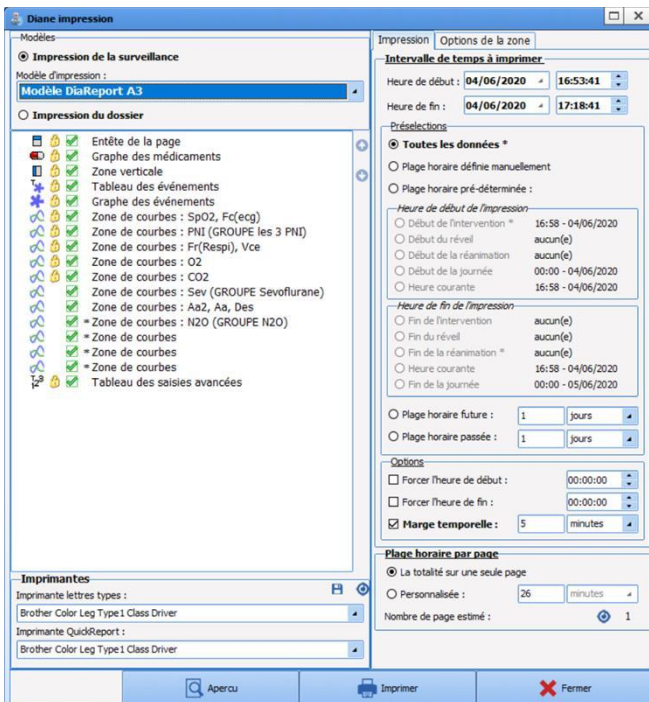 Diane impression
Modèles
Impression de la surveillance
Modèle d'impression :
Modèle DiaReport A3
Impression du dossier
Entête de la page
Graphe des médicaments
Zone verticale
Tableau des événements
Graphe des événements
Zone de courbes : SpO2, Fc(ecg)
Zone de courbes : PNI (GROUPE les 3 PNI)
Zone de courbes : Fr(Respi), Vce
Zone de courbes : O2
Zone de courbes : CO2
Zone de courbes : Sev (GROUPE Sevoflurane)
Zone de courbes : Aa2, Aa, Des
* Zone de courbes : N2O (GROUPE N2O)
* Zone de courbes
* Zone de courbes
* Zone de courbes
Tableau des saisies avancées
Imprimantes
Imprimante lettres types :
Brother Color Leg Type1 Class Driver
Imprimante QuickReport :
Brother Color Leg Type1 Class Driver
Impression Options de la zone
Intervalle de temps à imprimer
Heure de début : 04/06/2020 16:53:41
Heure de fin : 04/06/2020 17:18:41
Préselections
Toutes les données *
Plage horaire définie manuellement
Plage horaire pré-déterminée :
Heure de début de l'impression
Début de l'intervention * 16:58 - 04/06/2020
Début du réveil aucun(e)
Début de la réanimation aucun(e)
Début de la journée 00:00 - 04/06/2020
Heure courante 16:58 - 04/06/2020
Heure de fin de l'impression
Fin de l'intervention aucun(e)
Fin du réveil aucun(e)
Fin de la réanimation * aucun(e)
Heure courante 16:58 - 04/06/2020
Fin de la journée 00:00 - 05/06/2020
Plage horaire future : 1 jours
Plage horaire passée : 1 jours
Options
Forcer l'heure de début : 00:00:00
Forcer l'heure de fin : 00:00:00
Marge temporelle : 5 minutes
Plage horaire par page
La totalité sur une seule page
Personnalisée : 26 minutes
Nombre de page estimé : 1
Apercu Imprimer Fermer